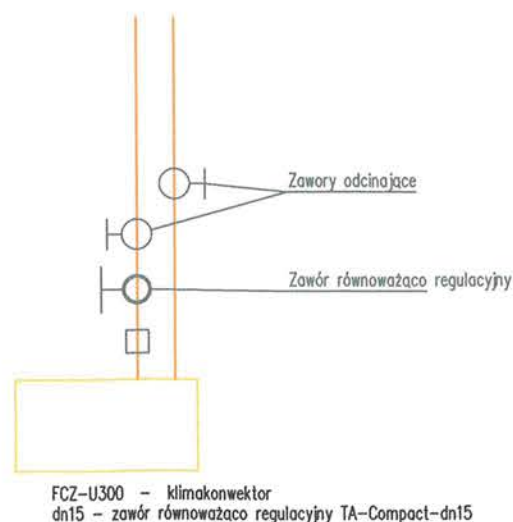 Zawory odcinające
Zawór równoważąco regulacyjny
FCZ-U300 - klimakonwektor
dn15 - zawór równoważąco regulacyjny TA-Compact-dn15